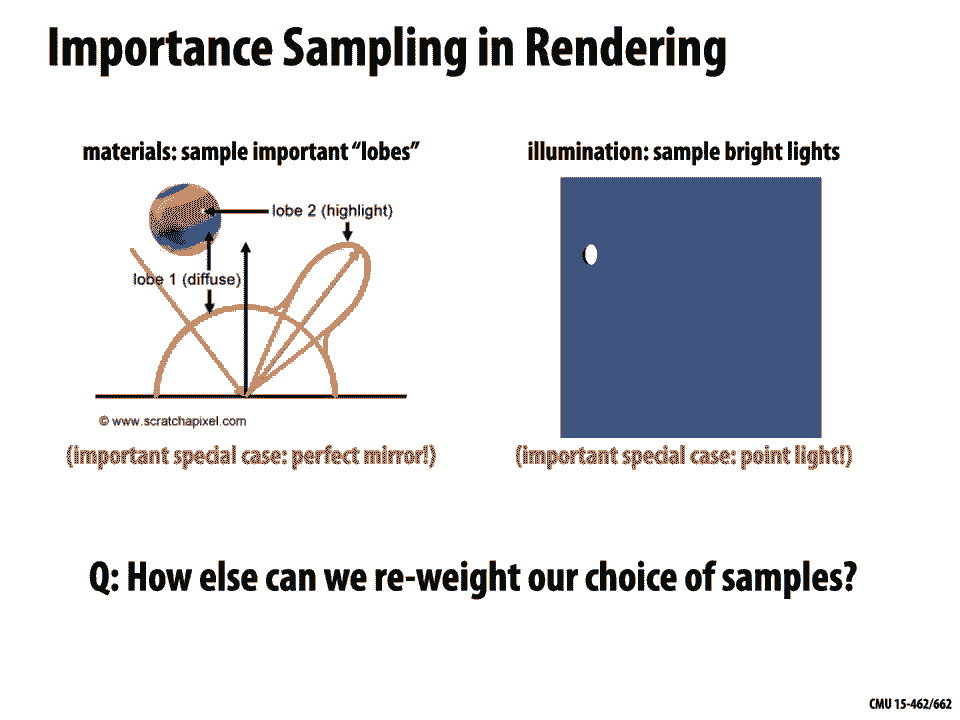 Importance Sampling in Rendering
materials: sample important “lobes”
illumination: sample bright lights
lobe 2 (highlight)
lobe 1 (diffuse)
© www.scratchapixel.com
(important special case: perfect mirror!)
(important special case: point light!)
Q: How else can we re-weight our choice of samples?
CMU 15-462/662